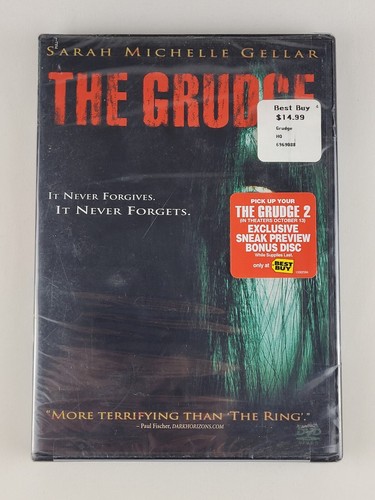 SARAH MICHELLE GELLAR
THE GRUDGE
Best Buy
$14.99
Grudge
IT NEVER FORGIVES.
IT NEVER FORGETS.
PICK UP YOUR
THE GRUDGE 2
(IN THEATERS OCTOBER 13)
EXCLUSIVE
SNEAK PREVIEW
BONUS DISC
While Supplies Last.
only at BEST BUY
"MORE TERRIFYING THAN 'THE RING'."
– Paul Fischer, DARKHORIZONS.COM
DVD